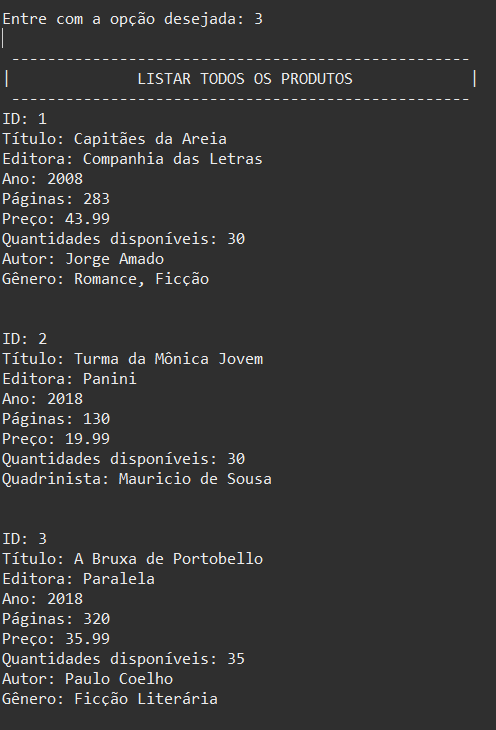 Entre com a opção desejada: 3
---------------------------------------------------
| LISTAR TODOS OS PRODUTOS |
---------------------------------------------------
ID: 1
Título: Capitães da Areia
Editora: Companhia das Letras
Ano: 2008
Páginas: 283
Preço: 43.99
Quantidades disponíveis: 30
Autor: Jorge Amado
Gênero: Romance, Ficção
ID: 2
Título: Turma da Mônica Jovem
Editora: Panini
Ano: 2018
Páginas: 130
Preço: 19.99
Quantidades disponíveis: 30
Quadrinista: Mauricio de Sousa
ID: 3
Título: A Bruxa de Portobello
Editora: Paralela
Ano: 2018
Páginas: 320
Preço: 35.99
Quantidades disponíveis: 35
Autor: Paulo Coelho
Gênero: Ficção Literária